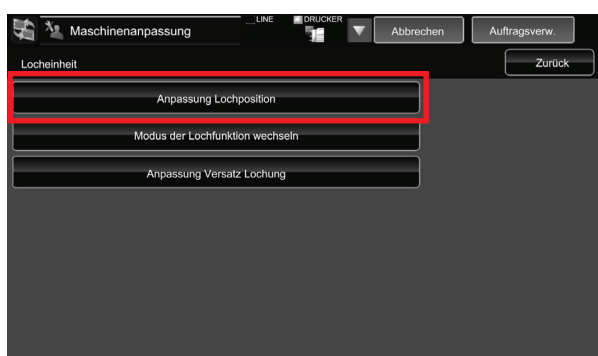 Maschinenanpassung LINE DRUCKER Abbrechen Auftragsverw.
Locheinheit Zurück
Anpassung Lochposition
Modus der Lochfunktion wechseln
Anpassung Versatz Lochung